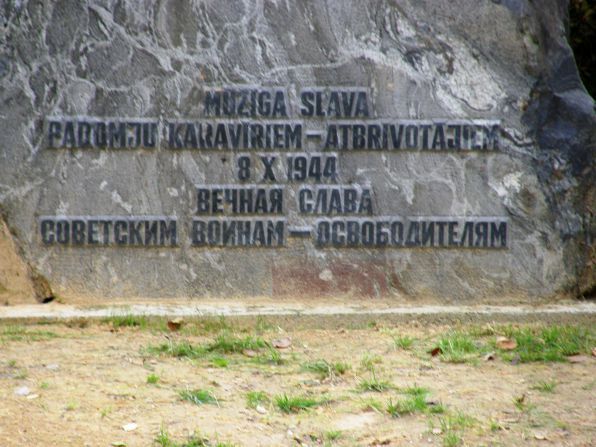 MŪŽĪGA SLAVA
PADOMJU KARAVĪRIEM – ATBRĪVOTĀJIEM
8 X 1944
ВЕЧНАЯ СЛАВА
СОВЕТСКИМ ВОИНАМ – ОСВОБОДИТЕЛЯМ